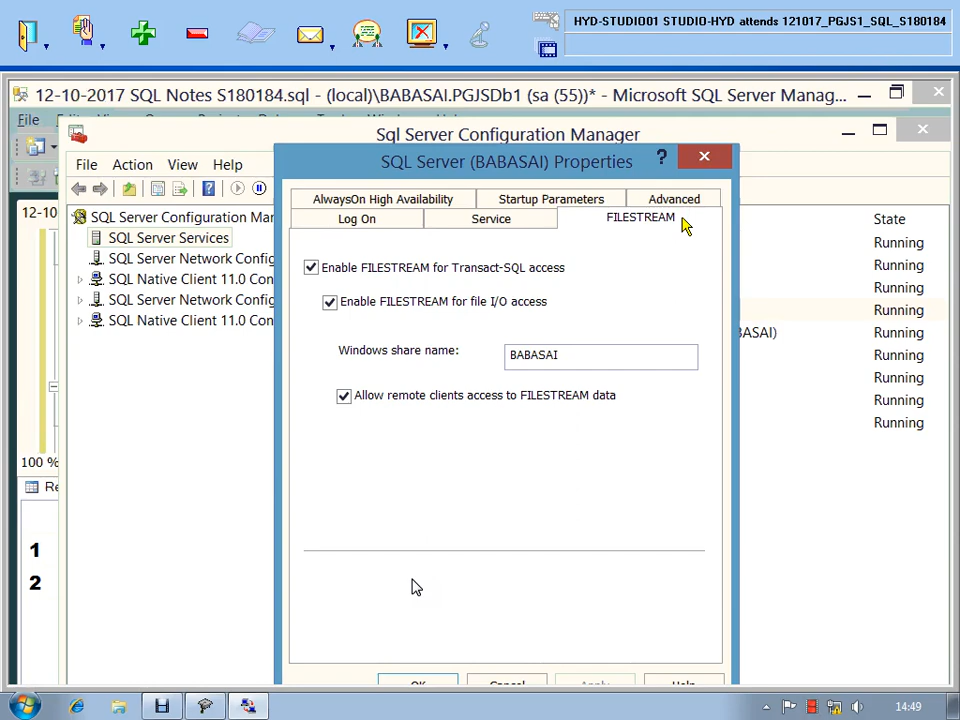 HYD-STUDIO01 STUDIO-HYD attends 121017_PGJS1_SQL_S180184
12-10-2017 SQL Notes S180184.sql - (local)\BABASAI.PGJSDb1 (sa (55))* - Microsoft SQL Server Manag...
File
Sql Server Configuration Manager
SQL Server (BABASAI) Properties
File Action View Help
AlwaysOn High Availability Startup Parameters Advanced
Log On Service FILESTREAM
12-10
SQL Server Configuration Man
State
SQL Server Services
Running
SQL Server Network Config
Running
SQL Native Client 11.0 Con
Running
SQL Server Network Config
Running
SQL Native Client 11.0 Con
BASAI)
Running
Running
Running
Running
Running
Enable FILESTREAM for Transact-SQL access
Enable FILESTREAM for file I/O access
Windows share name: BABASAI
Allow remote clients access to FILESTREAM data
100 %
Re
1
2
OK Cancel Apply Help
14:49